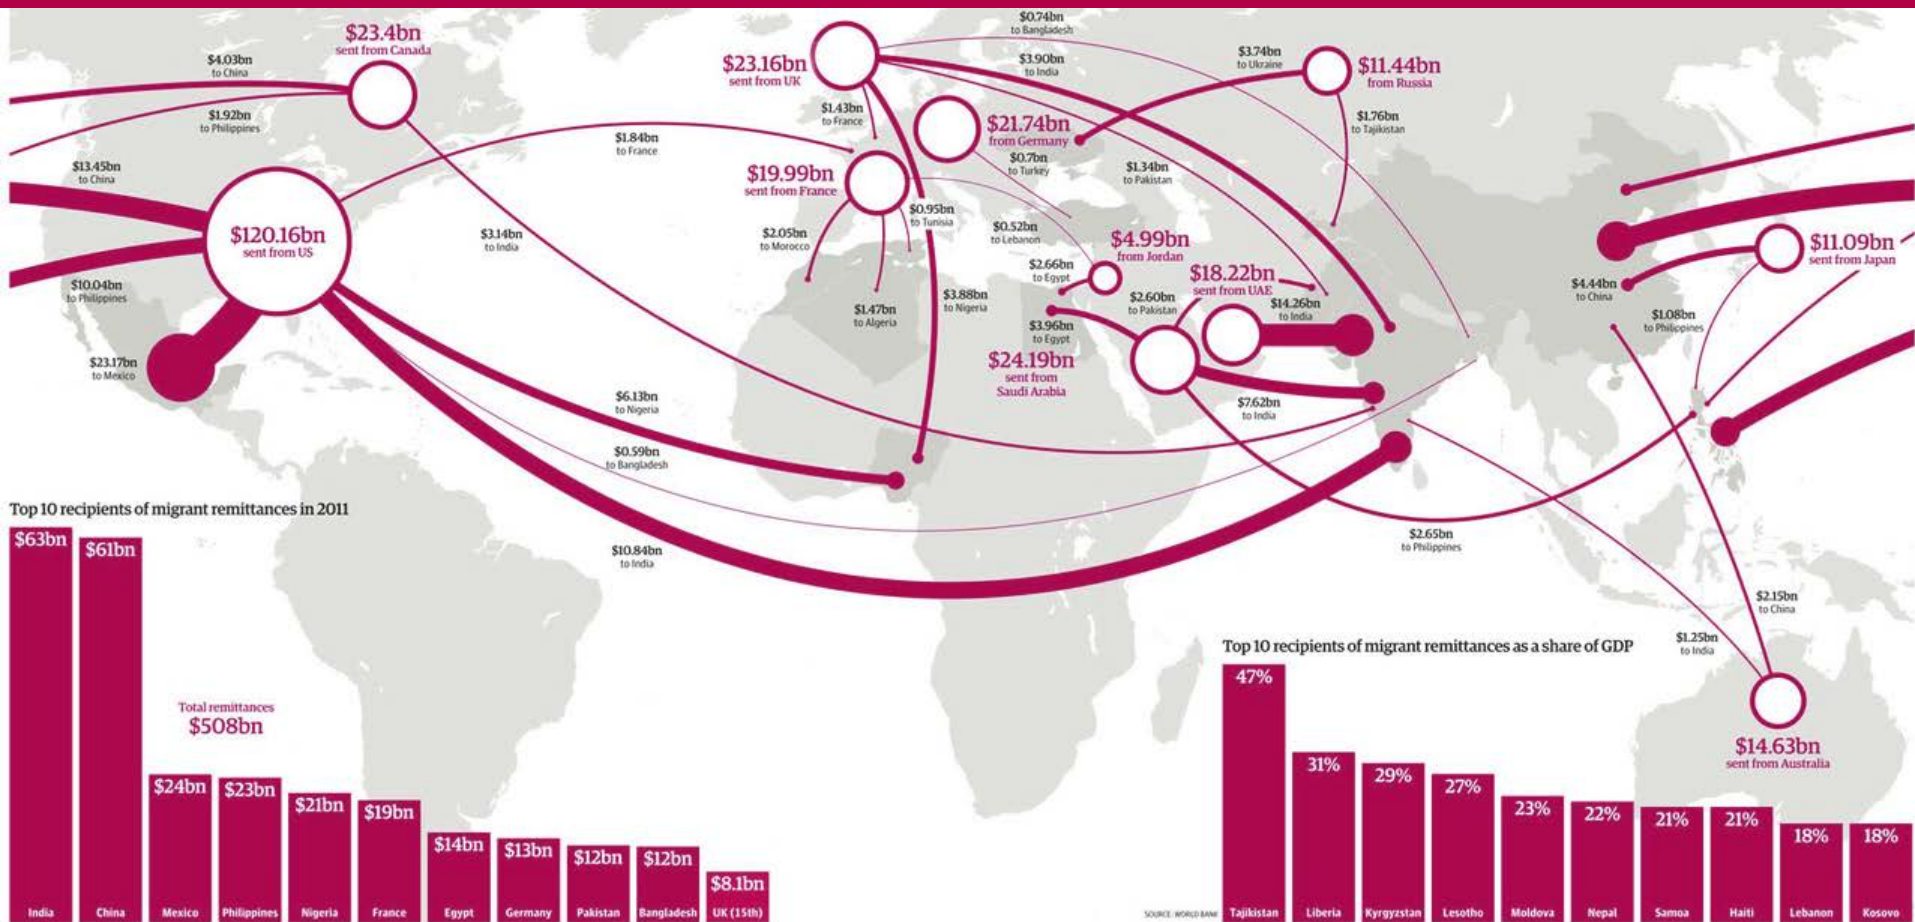 $23.4bn
sent from Canada
$4.03bn
to China
$1.92bn
to Philippines
$13.45bn
to China
$120.16bn
sent from US
$10.04bn
to Philippines
$23.17bn
to Mexico
$1.84bn
to France
$3.14bn
to India
$6.13bn
to Nigeria
$0.59bn
to Bangladesh
$10.84bn
to India
$23.16bn
sent from UK
$0.74bn
to Bangladesh
$3.90bn
to India
$1.43bn
to France
$1.34bn
to Pakistan
$3.88bn
to Nigeria
$21.74bn
from Germany
$0.7bn
to Turkey
$19.99bn
sent from France
$2.05bn
to Morocco
$1.47bn
to Algeria
$0.95bn
to Tunisia
$0.52bn
to Lebanon
$3.74bn
to Ukraine
$11.44bn
from Russia
$1.76bn
to Tajikistan
$4.99bn
from Jordan
$2.66bn
to Egypt
$18.22bn
sent from UAE
$14.26bn
to India
$2.60bn
to Pakistan
$3.96bn
to Egypt
$24.19bn
sent from
Saudi Arabia
$7.62bn
to India
$2.65bn
to Philippines
$11.09bn
sent from Japan
$4.44bn
to China
$1.08bn
to Philippines
$2.15bn
to China
$1.25bn
to India
$14.63bn
sent from Australia
Top 10 recipients of migrant remittances in 2011
$63bn
$61bn
$24bn
$23bn
$21bn
$19bn
$14bn
$13bn
$12bn
$12bn
$8.1bn
Total remittances
$508bn
India China Mexico Philippines Nigeria France Egypt Germany Pakistan Bangladesh UK (15th)
Top 10 recipients of migrant remittances as a share of GDP
47%
31%
29%
27%
23%
22%
21%
21%
18%
18%
SOURCE: WORLD BANK
Tajikistan Liberia Kyrgyzstan Lesotho Moldova Nepal Samoa Haiti Lebanon Kosovo